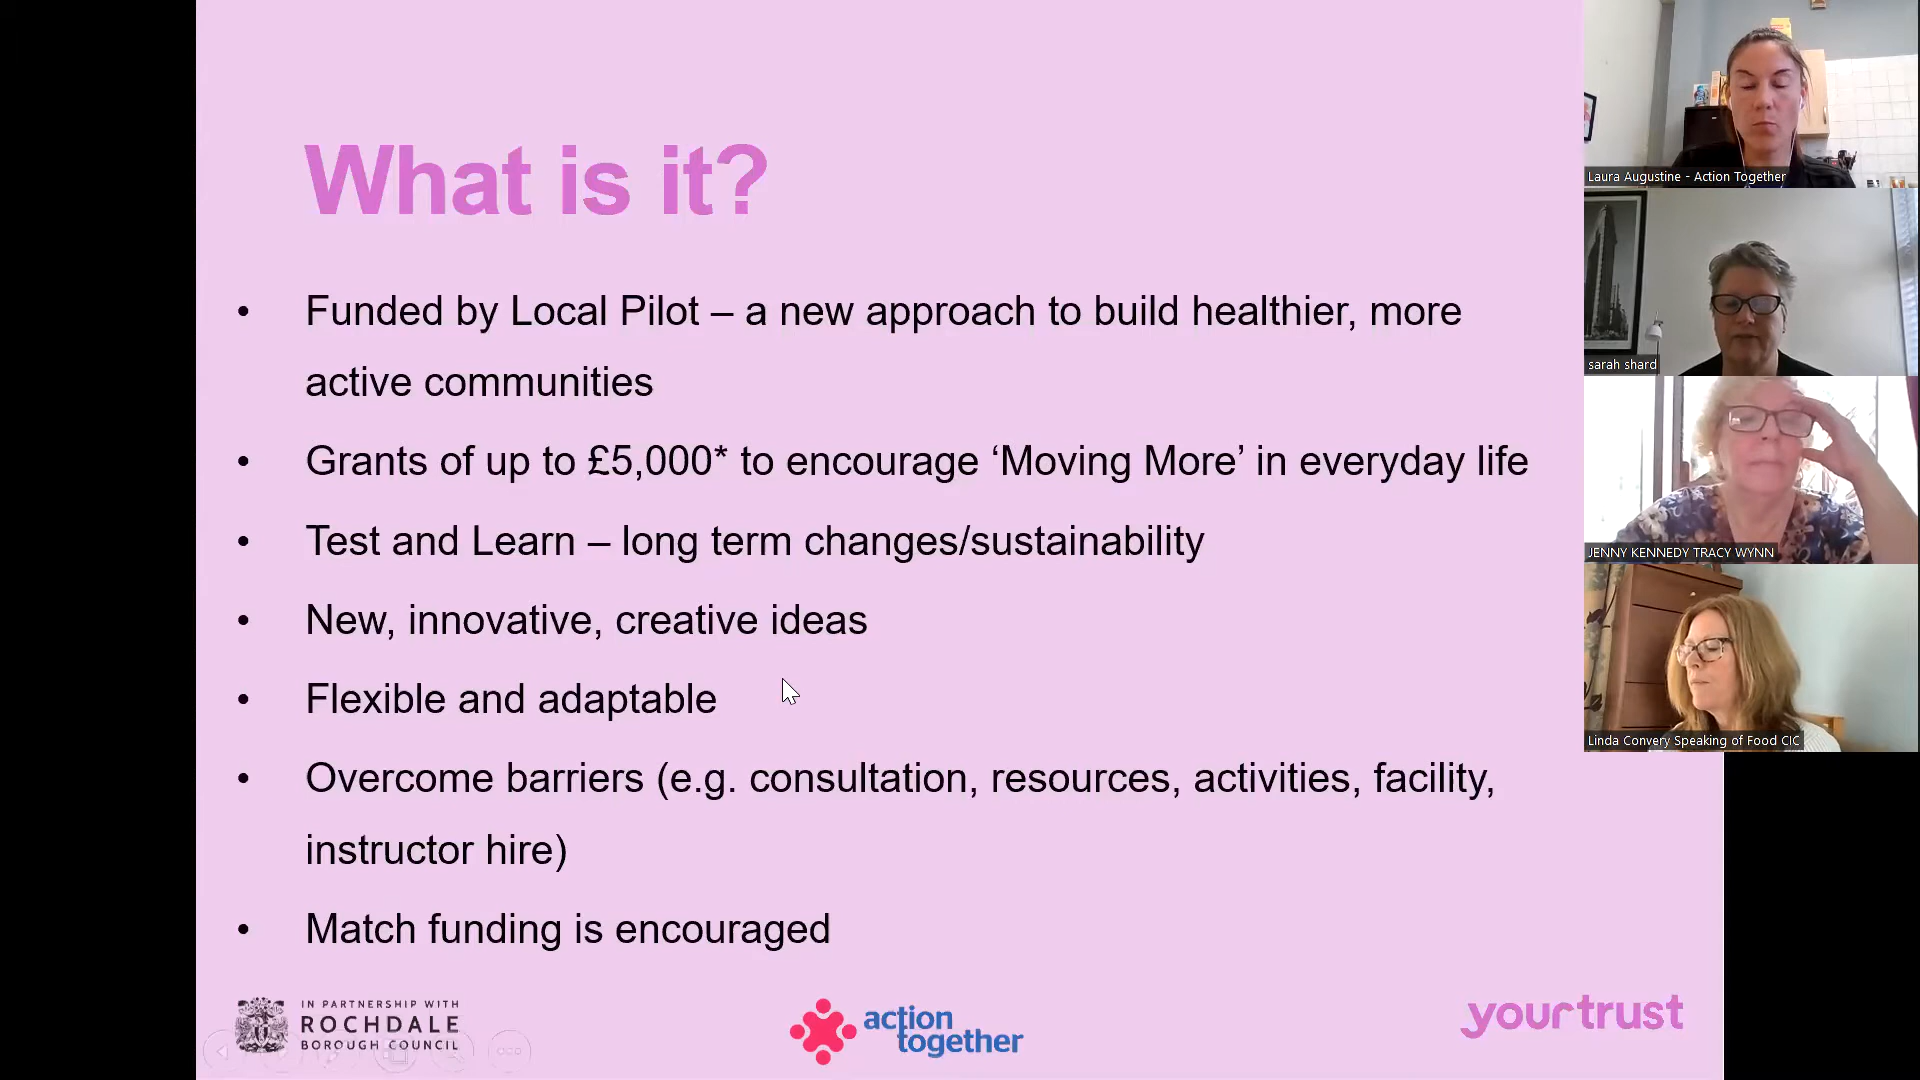 What is it?
• Funded by Local Pilot – a new approach to build healthier, more
active communities
• Grants of up to £5,000* to encourage ‘Moving More’ in everyday life
• Test and Learn – long term changes/sustainability
• New, innovative, creative ideas
• Flexible and adaptable
• Overcome barriers (e.g. consultation, resources, activities, facility,
instructor hire)
• Match funding is encouraged
IN PARTNERSHIP WITH
ROCHDALE
BOROUGH COUNCIL
action
together
yourtrust
Laura Augustine - Action Together
sarah shard
JENNY KENNEDY TRACY WYNN
Linda Convery Speaking of Food CIC